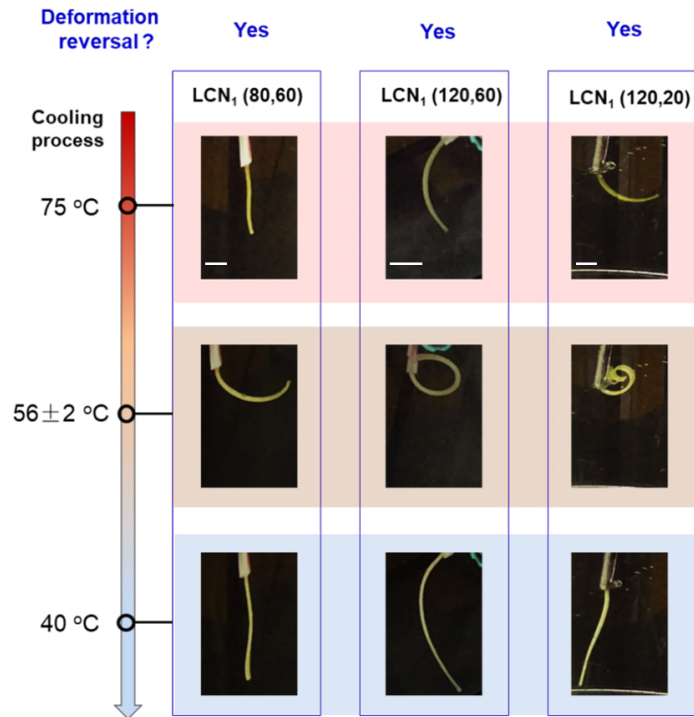 Deformation
reversal ?
Yes
Yes
Yes
LCN₁ (80,60)
LCN₁ (120,60)
LCN₁ (120,20)
Cooling
process
75 °C
56±2 °C
40 °C